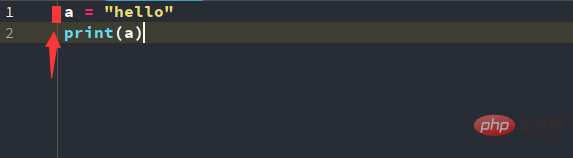 1 a = "hello"
2 print(a)
php